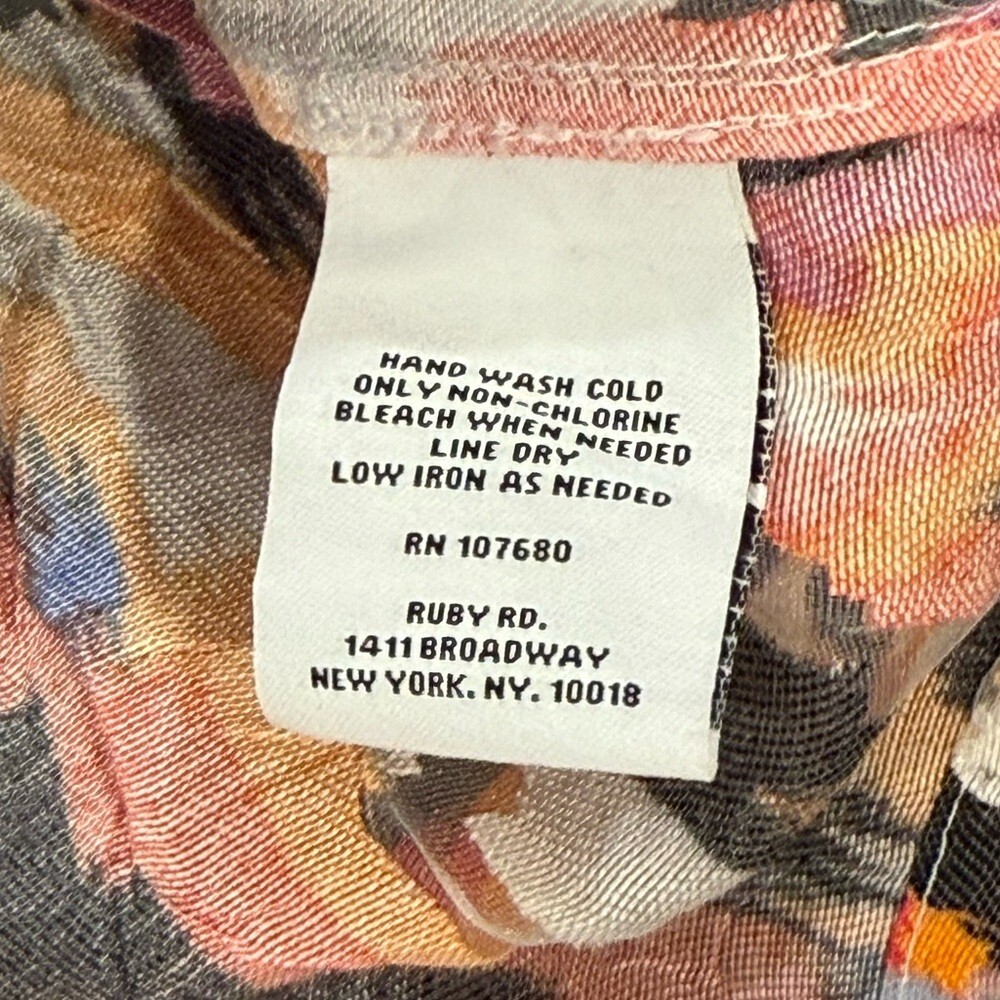 HAND WASH COLD
ONLY NON-CHLORINE
BLEACH WHEN NEEDED
LINE DRY
LOW IRON AS NEEDED
RN 107680
RUBY RD.
1411 BROADWAY
NEW YORK. NY. 10018